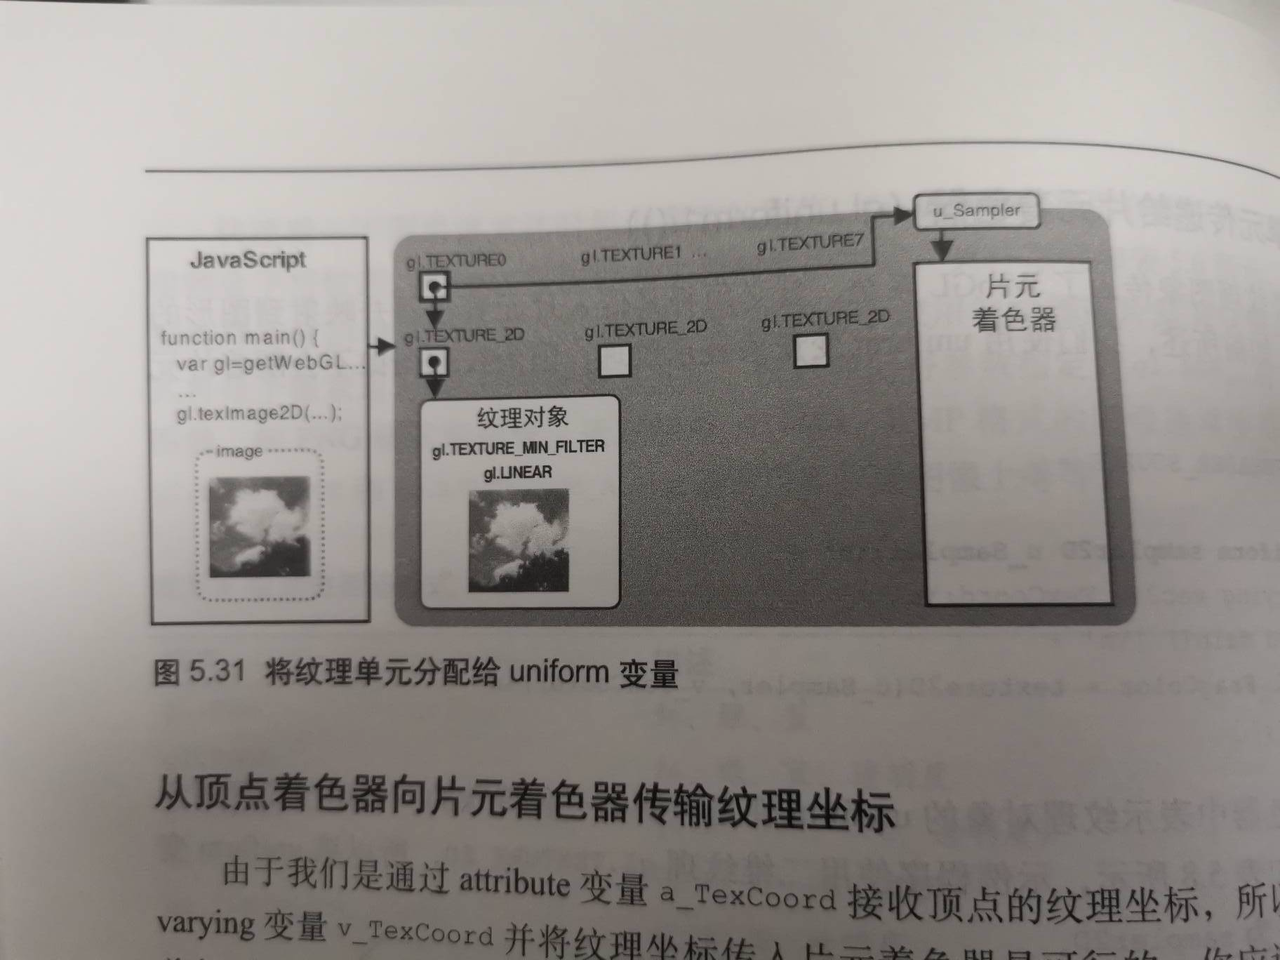 JavaScript
function main() {
var gl=getWebGL...
...
gl.texImage2D(...);
image
gl.TEXTURE0 gl.TEXTURE1 ... gl.TEXTURE7
gl.TEXTURE_2D gl.TEXTURE_2D gl.TEXTURE_2D
纹理对象
gl.TEXTURE_MIN_FILTER
gl.LINEAR
u_Sampler
片元
着色器
图 5.31 将纹理单元分配给 uniform 变量
从顶点着色器向片元着色器传输纹理坐标
由于我们是通过 attribute 变量 a_TexCoord 接收顶点的纹理坐标，所以
varying 变量 v_TexCoord 并将纹理坐标传入片元着色器是可行的。你应